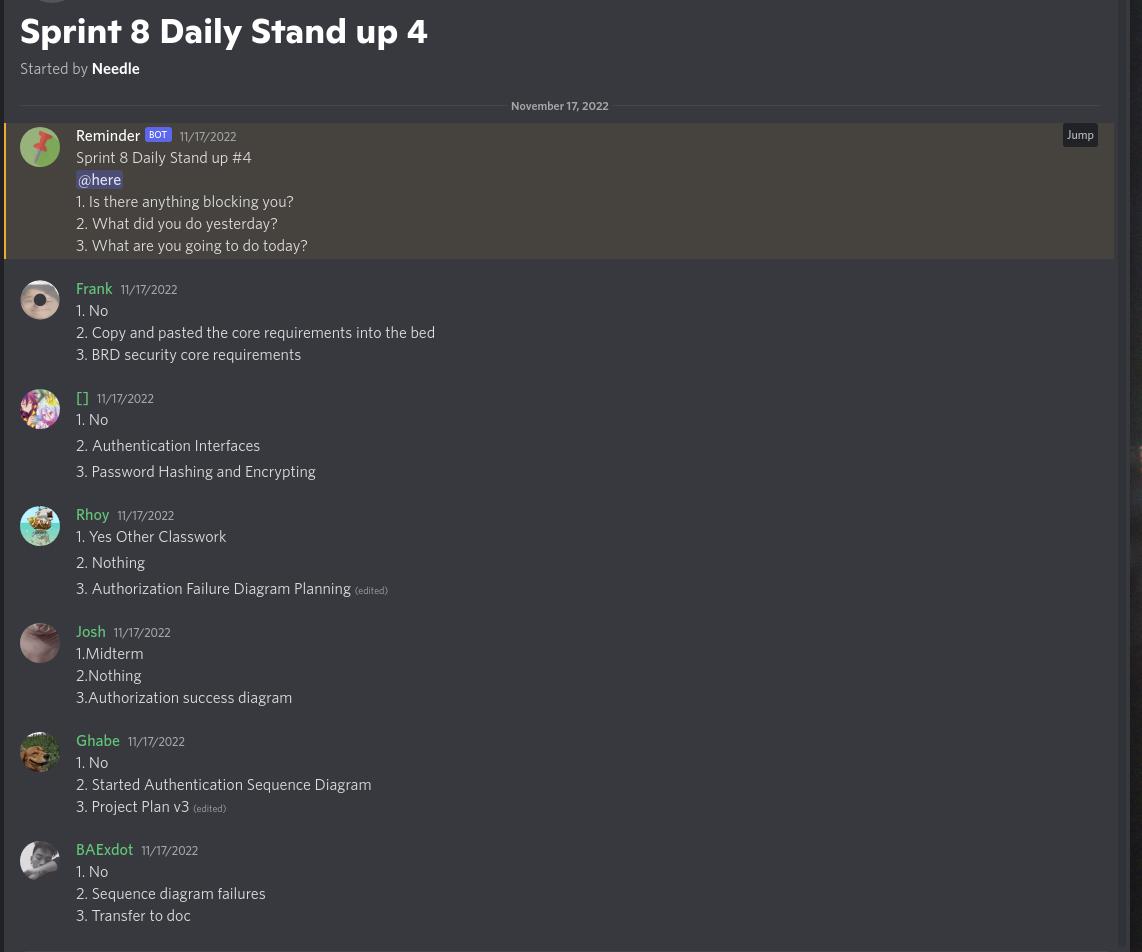 Sprint 8 Daily Stand up 4
Started by Needle
November 17, 2022
Reminder BOT 11/17/2022
Jump
Sprint 8 Daily Stand up #4
@here
1. Is there anything blocking you?
2. What did you do yesterday?
3. What are you going to do today?
Frank 11/17/2022
1. No
2. Copy and pasted the core requirements into the bed
3. BRD security core requirements
[] 11/17/2022
1. No
2. Authentication Interfaces
3. Password Hashing and Encrypting
Rhoy 11/17/2022
1. Yes Other Classwork
2. Nothing
3. Authorization Failure Diagram Planning (edited)
Josh 11/17/2022
1.Midterm
2.Nothing
3.Authorization success diagram
Ghabe 11/17/2022
1. No
2. Started Authentication Sequence Diagram
3. Project Plan v3 (edited)
BAExdot 11/17/2022
1. No
2. Sequence diagram failures
3. Transfer to doc